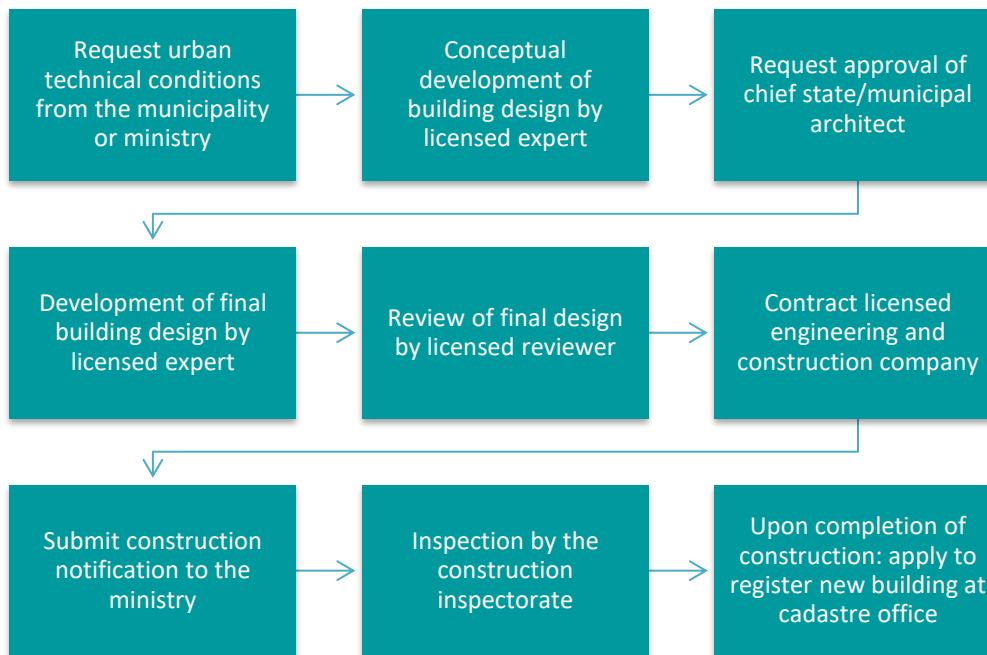 Request urban
technical conditions
from the municipality
or ministry
Conceptual
development of
building design by
licensed expert
Request approval of
chief state/municipal
architect
Development of final
building design by
licensed expert
Review of final design
by licensed reviewer
Contract licensed
engineering and
construction company
Submit construction
notification to the
ministry
Inspection by the
construction
inspectorate
Upon completion of
construction: apply to
register new building at
cadastre office